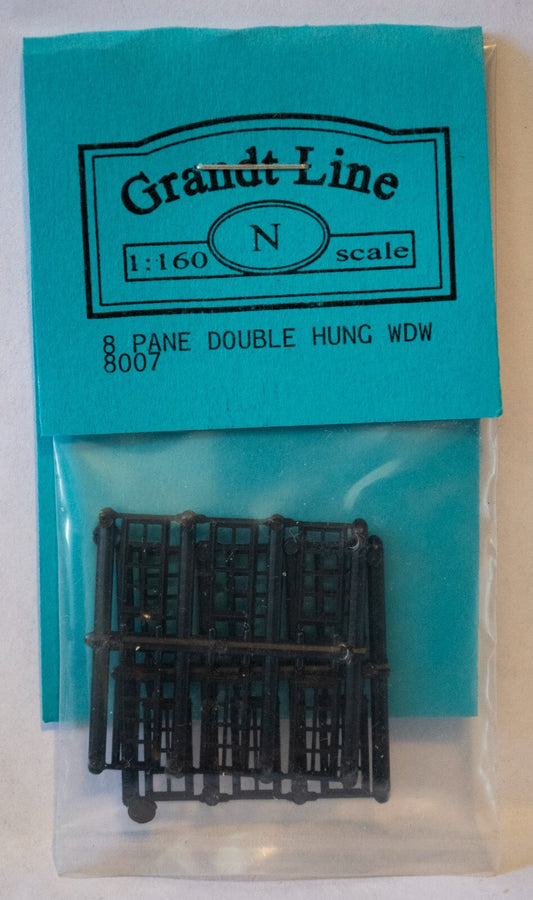 Grandt Line
N
1:160 scale
8 PANE DOUBLE HUNG WDW
8007